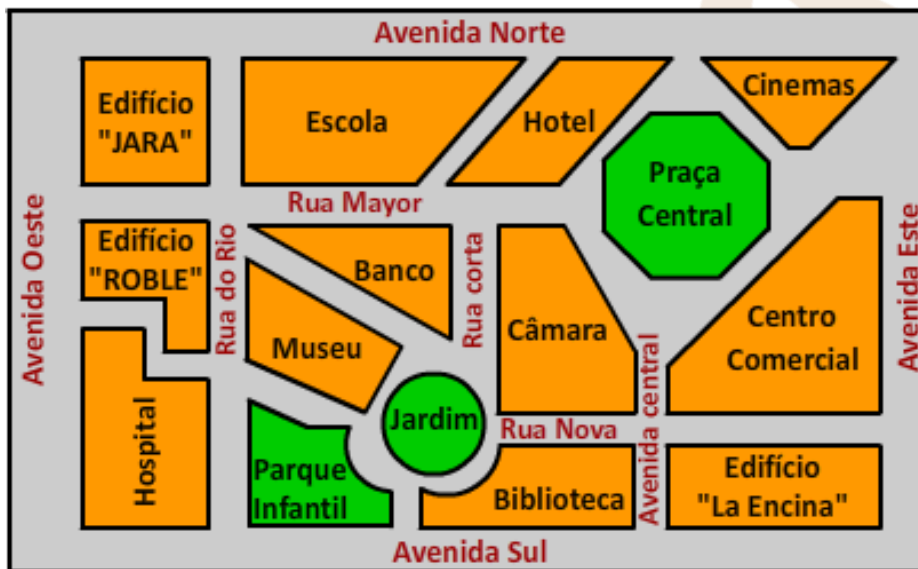 Avenida Norte
Edifício
"JARA"
Escola
Hotel
Cinemas
Praça
Central
Rua Mayor
Avenida Oeste
Edifício
"ROBLE"
Rua do Rio
Banco
Rua corta
Câmara
Avenida Este
Museu
Centro
Comercial
Avenida central
Hospital
Jardim
Rua Nova
Parque
Infantil
Biblioteca
Edifício
"La Encina"
Avenida Sul